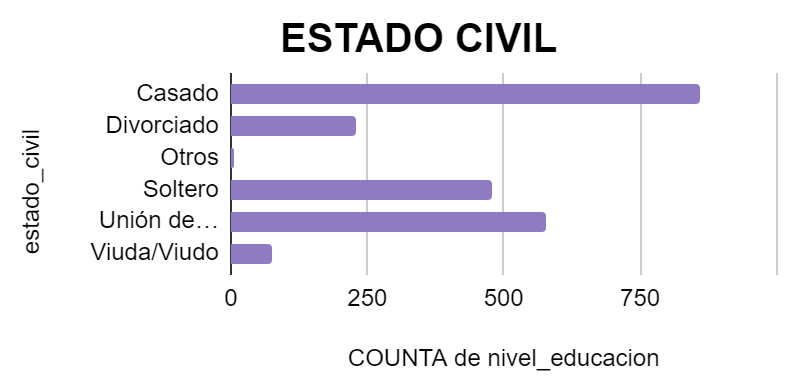 ESTADO CIVIL
estado_civil
Casado
Divorciado
Otros
Soltero
Unión de…
Viuda/Viudo
0 250 500 750
COUNTA de nivel_educacion